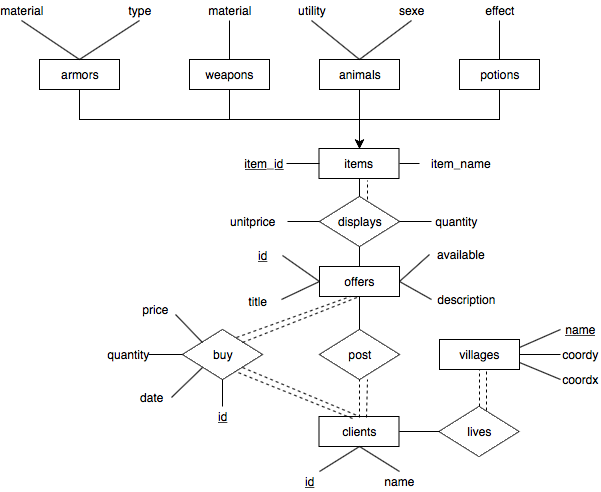 material
type
material
utility
sexe
effect
armors
weapons
animals
potions
item_id
items
item_name
unitprice
displays
quantity
id
available
offers
title
description
price
name
quantity
buy
post
villages
coordy
coordx
date
id
clients
lives
id
name